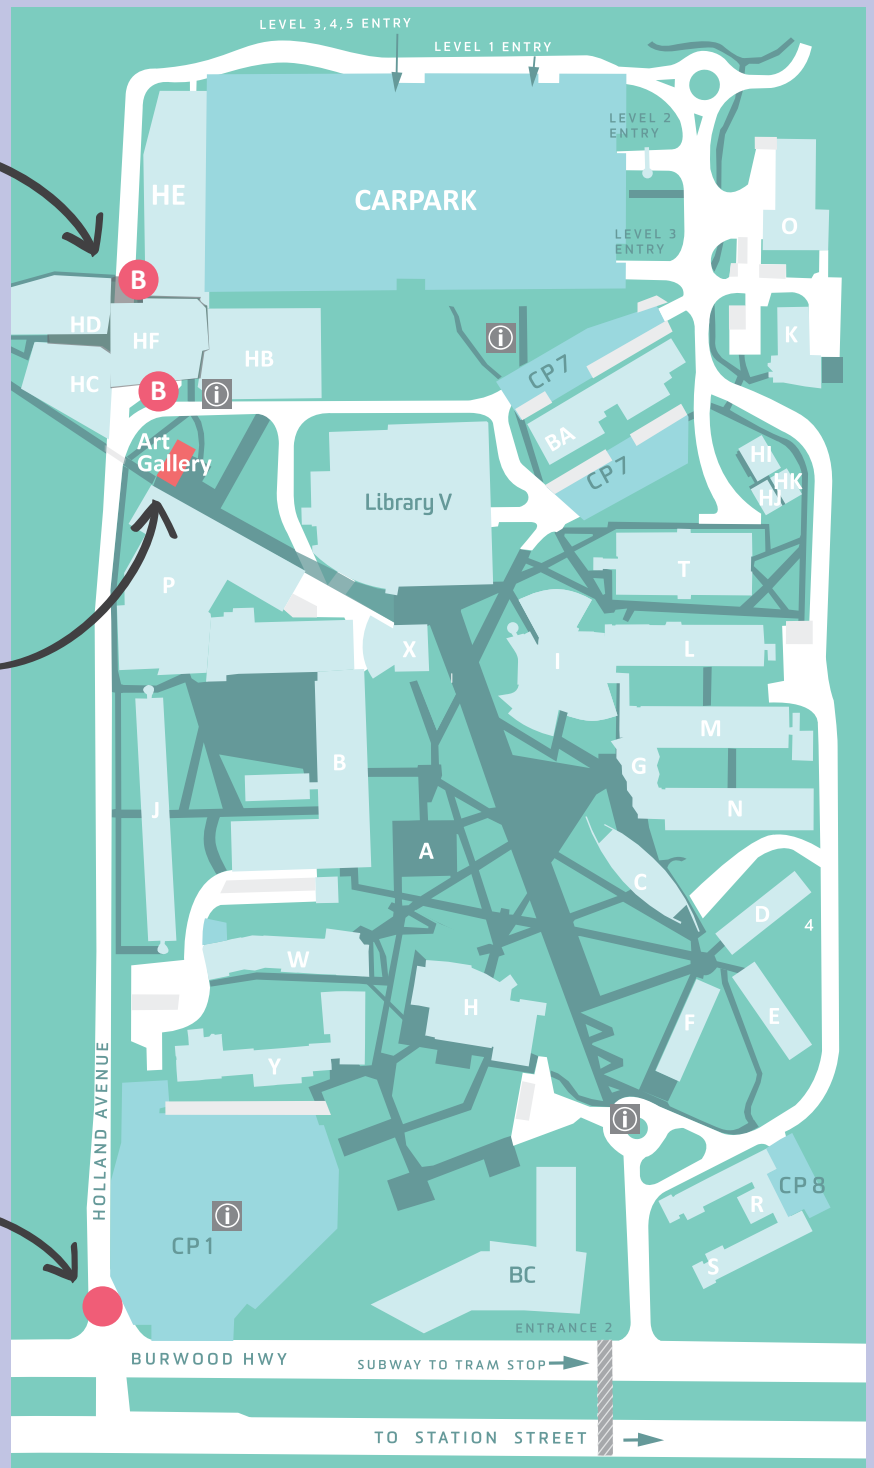 LEVEL 3,4,5 ENTRY
LEVEL 1 ENTRY
LEVEL 2
ENTRY
HE
CARPARK
O
LEVEL 3
ENTRY
B
HD
HF
HB
i
K
CP7
HC
B
i
BA
Art
Gallery
CP7
HI
HK
HJ
Library V
P
T
X
I
L
B
M
G
J
N
A
C
D
4
W
H
F
E
Y
HOLLAND AVENUE
i
CP8
R
i
CP1
S
BC
ENTRANCE 2
BURWOOD HWY
SUBWAY TO TRAM STOP
TO STATION STREET